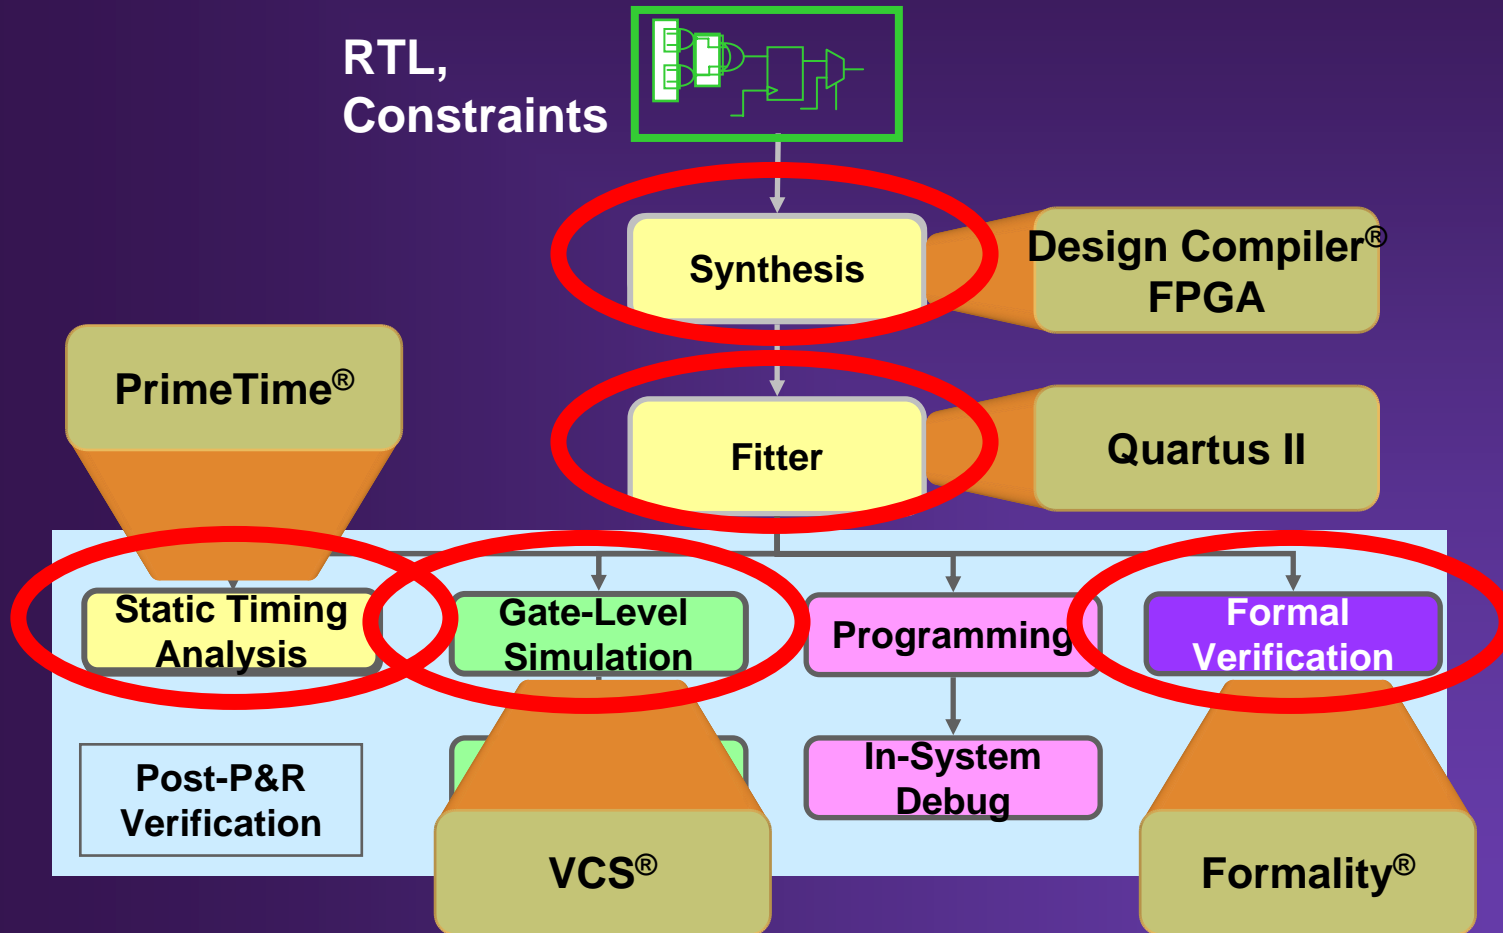 RTL,
Constraints
Synthesis
Design Compiler®
FPGA
PrimeTime®
Fitter
Quartus II
Static Timing
Analysis
Gate-Level
Simulation
Programming
Formal
Verification
Post-P&R
Verification
In-System
Debug
VCS®
Formality®